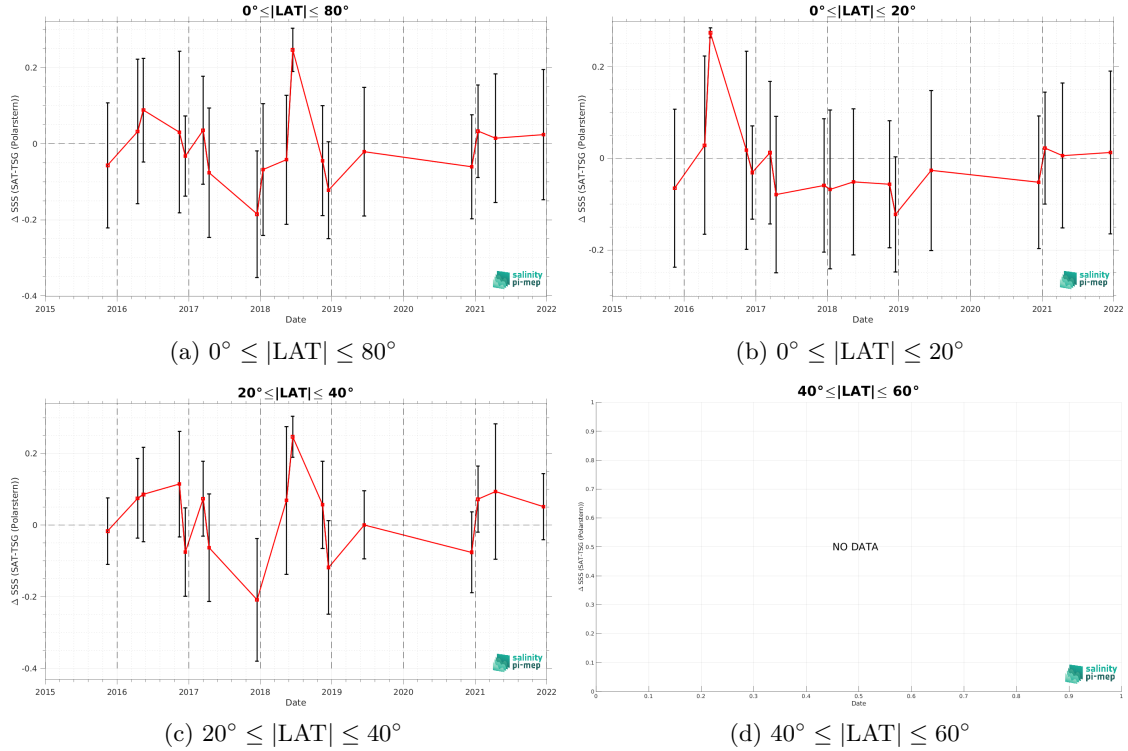 0°≤|LAT|≤ 80°
Δ SSS (SAT-TSG (Polarstern))
0.2
0
-0.2
-0.4
2015 2016 2017 2018 2019 2020 2021 2022
Date
salinity
pi-mep
(a) 0° ≤ |LAT| ≤ 80°
0°≤|LAT|≤ 20°
Δ SSS (SAT-TSG (Polarstern))
0.2
0
-0.2
2015 2016 2017 2018 2019 2020 2021 2022
Date
salinity
pi-mep
(b) 0° ≤ |LAT| ≤ 20°
20°≤|LAT|≤ 40°
Δ SSS (SAT-TSG (Polarstern))
0.2
0
-0.2
-0.4
2015 2016 2017 2018 2019 2020 2021 2022
Date
salinity
pi-mep
(c) 20° ≤ |LAT| ≤ 40°
40°≤|LAT|≤ 60°
Δ SSS (SAT-TSG (Polarstern))
1
0.9
0.8
0.7
0.6
0.5
0.4
0.3
0.2
0.1
0
NO DATA
0 0.1 0.2 0.3 0.4 0.5 0.6 0.7 0.8 0.9 1
Date
salinity
pi-mep
(d) 40° ≤ |LAT| ≤ 60°